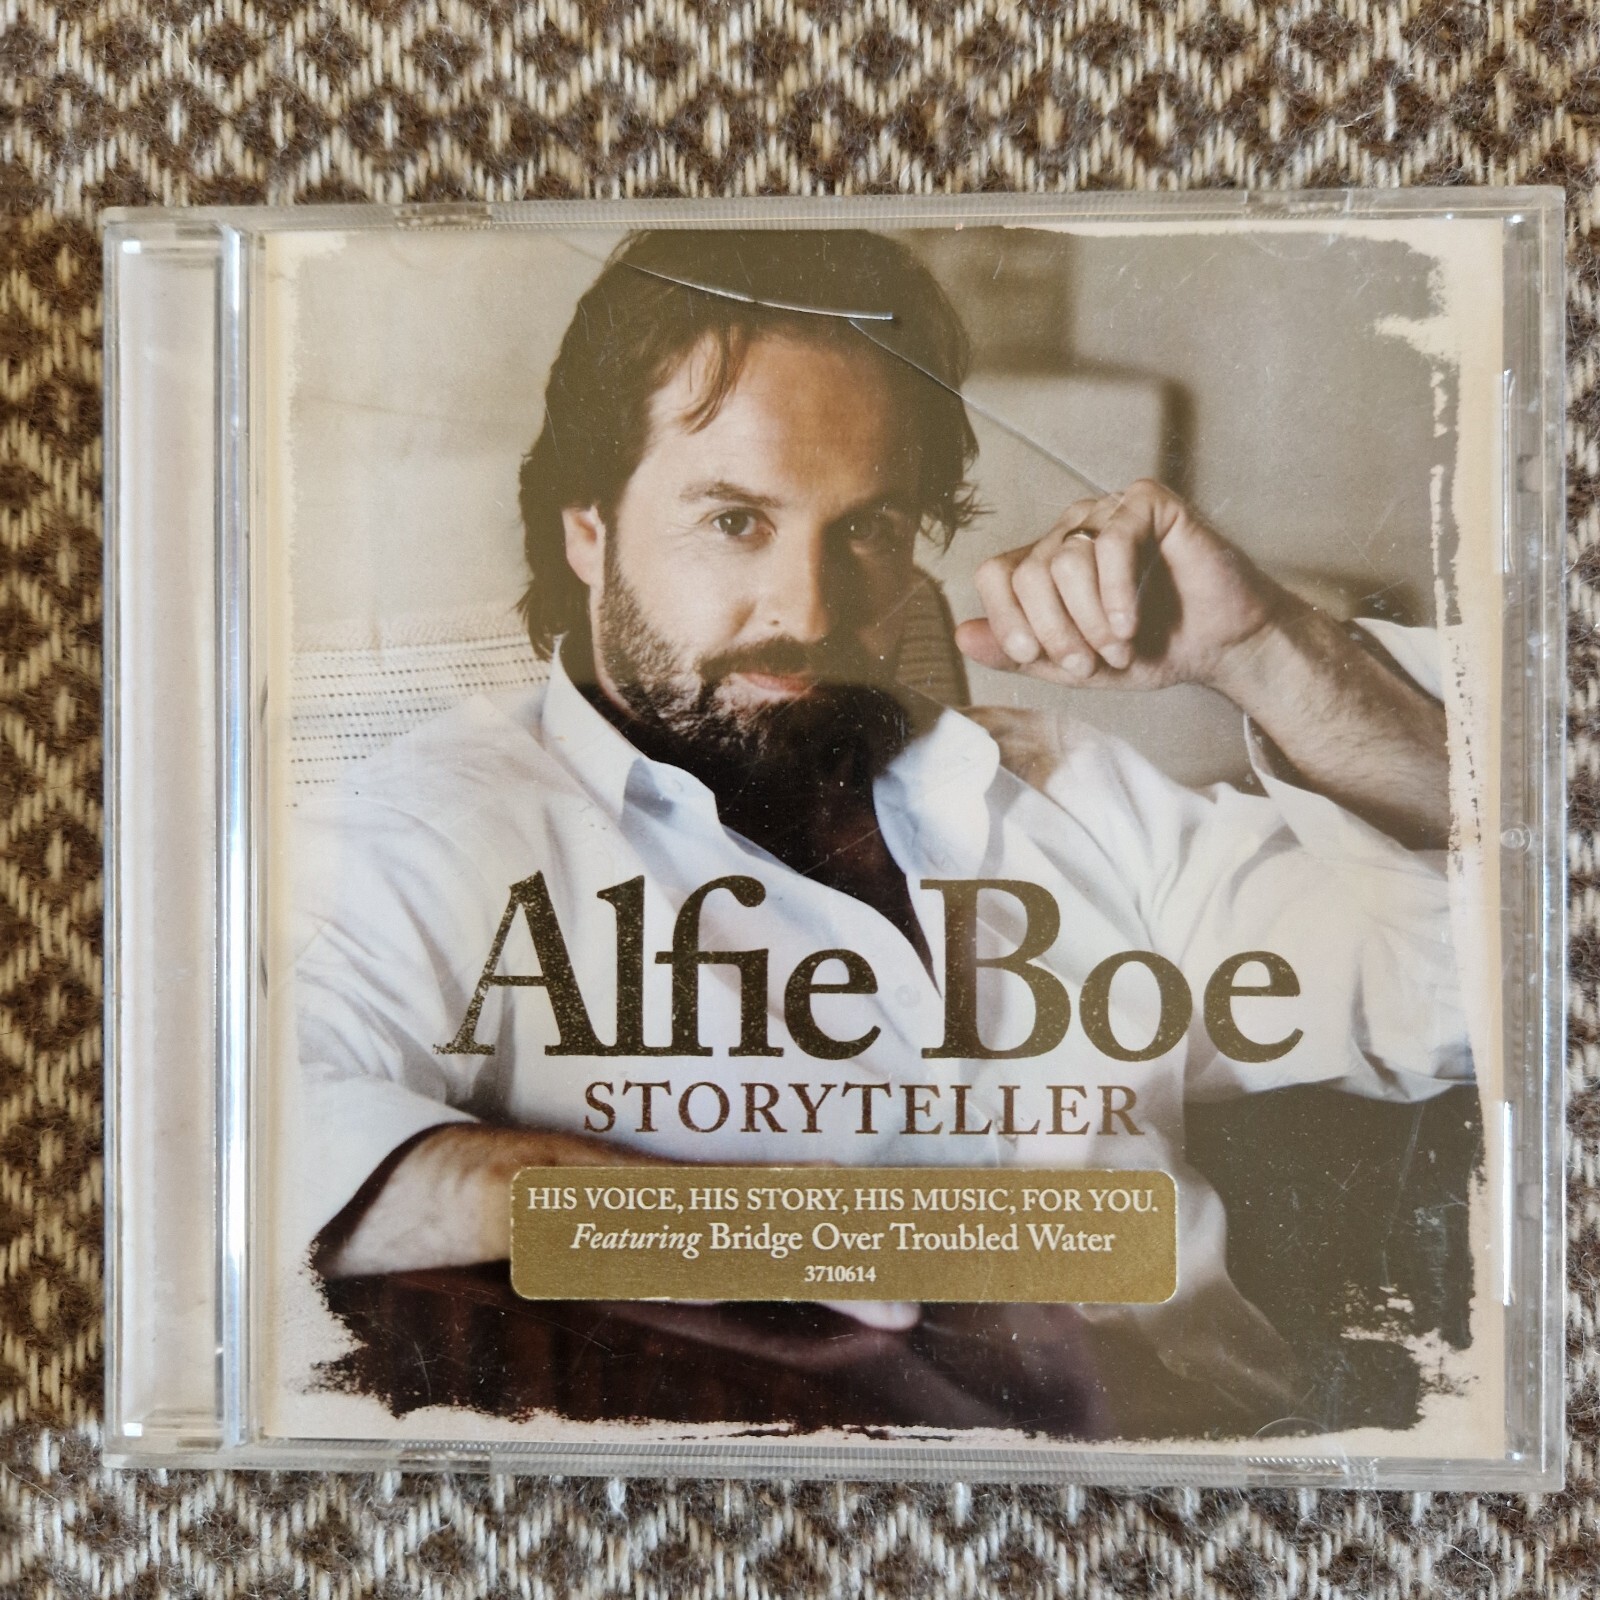 Alfie Boe
STORYTELLER
HIS VOICE, HIS STORY, HIS MUSIC, FOR YOU.
Featuring Bridge Over Troubled Water
3710614